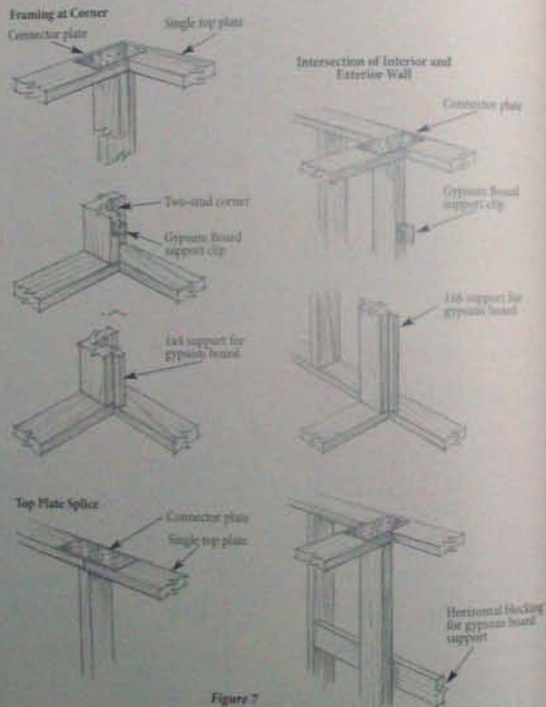 Framing at Corner
Connector plate
Single top plate
Two-stud corner
Gypsum Board
support clip
1x4 support for
gypsum board
Top Plate Splice
Connector plate
Single top plate
Intersection of Interior and
Exterior Wall
Connector plate
Gypsum Board
support clip
1x6 support for
gypsum board
Horizontal blocking
for gypsum board
support
Figure 7